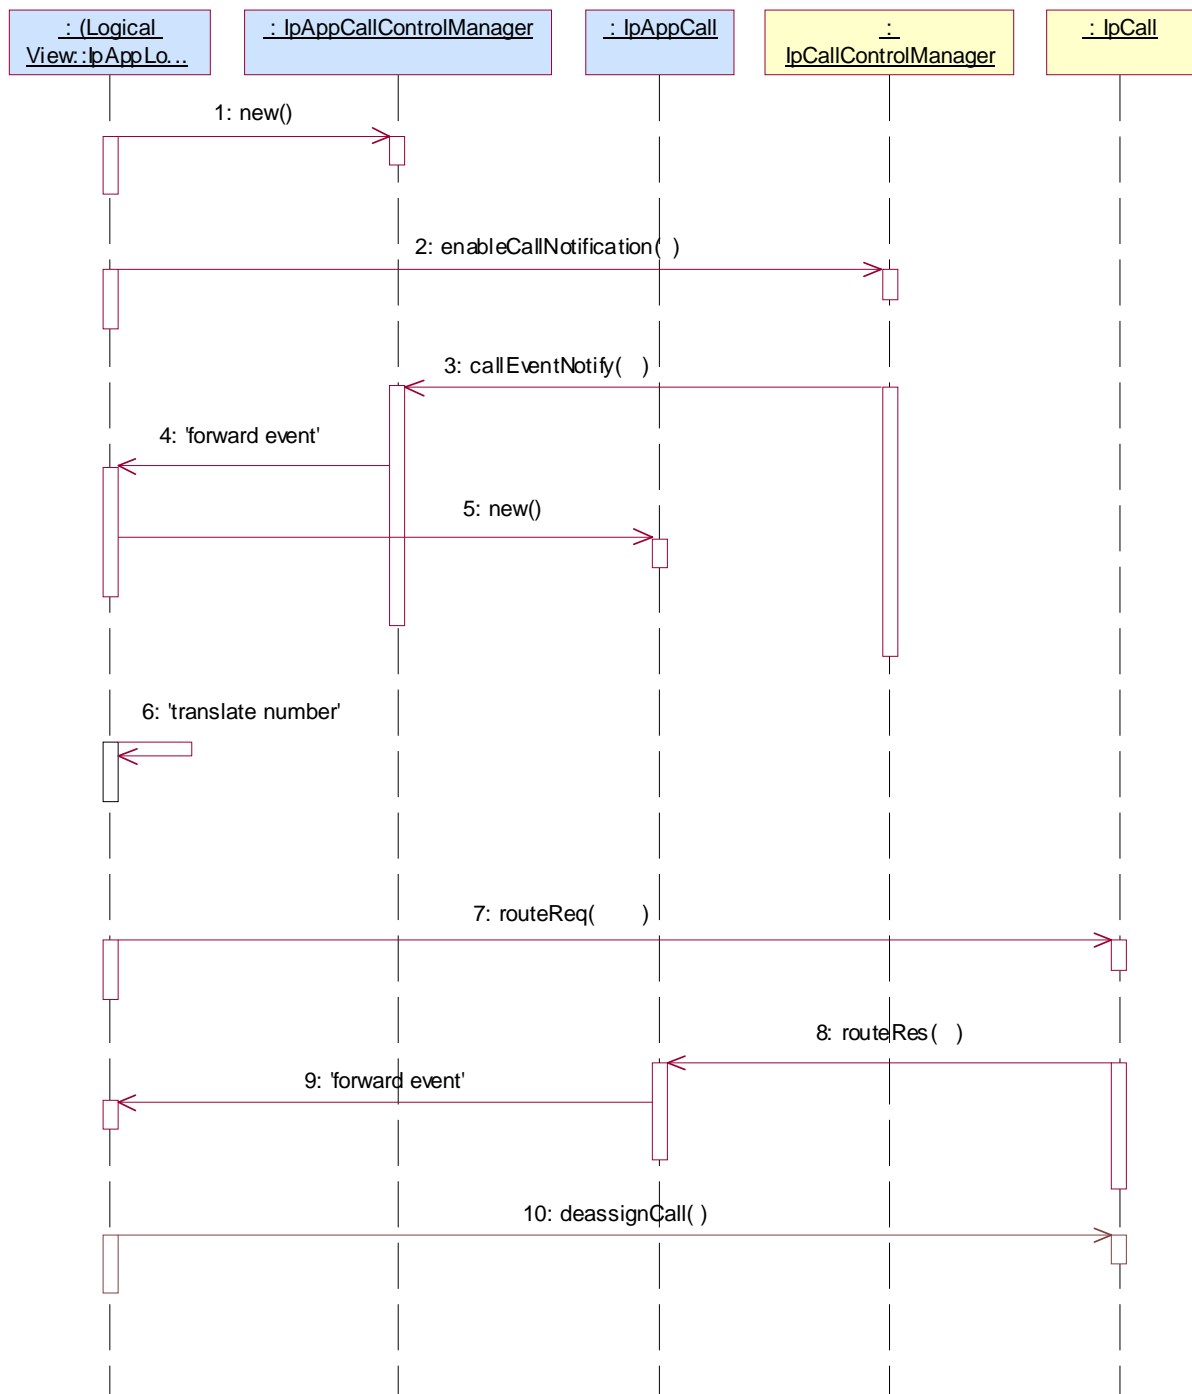 : (Logical
View::IpAppLo...
: IpAppCallControlManager
: IpAppCall
:
IpCallControlManager
: IpCall
1: new()
2: enableCallNotification( )
3: callEventNotify( )
4: 'forward event'
5: new()
6: 'translate number'
7: routeReq( )
8: routeRes( )
9: 'forward event'
10: deassignCall( )